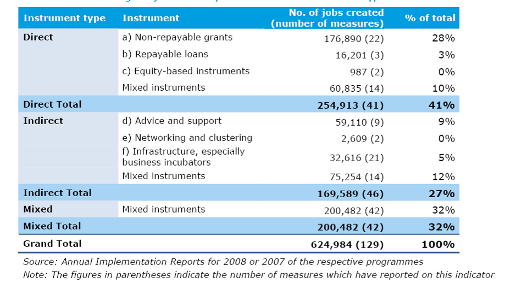 Instrument type Instrument No. of jobs created (number of measures) % of total
Direct a) Non-repayable grants 176,890 (22) 28%
b) Repayable loans 16,201 (3) 3%
c) Equity-based instruments 987 (2) 0%
Mixed instruments 60,835 (14) 10%
Direct Total 254,913 (41) 41%
Indirect d) Advice and support 59,110 (9) 9%
e) Networking and clustering 2,609 (2) 0%
f) Infrastructure, especially
business incubators 32,616 (21) 5%
Mixed Instruments 75,254 (14) 12%
Indirect Total 169,589 (46) 27%
Mixed Mixed instruments 200,482 (42) 32%
Mixed Total 200,482 (42) 32%
Grand Total 624,984 (129) 100%
Source: Annual Implementation Reports for 2008 or 2007 of the respective programmes
Note: The figures in parentheses indicate the number of measures which have reported on this indicator